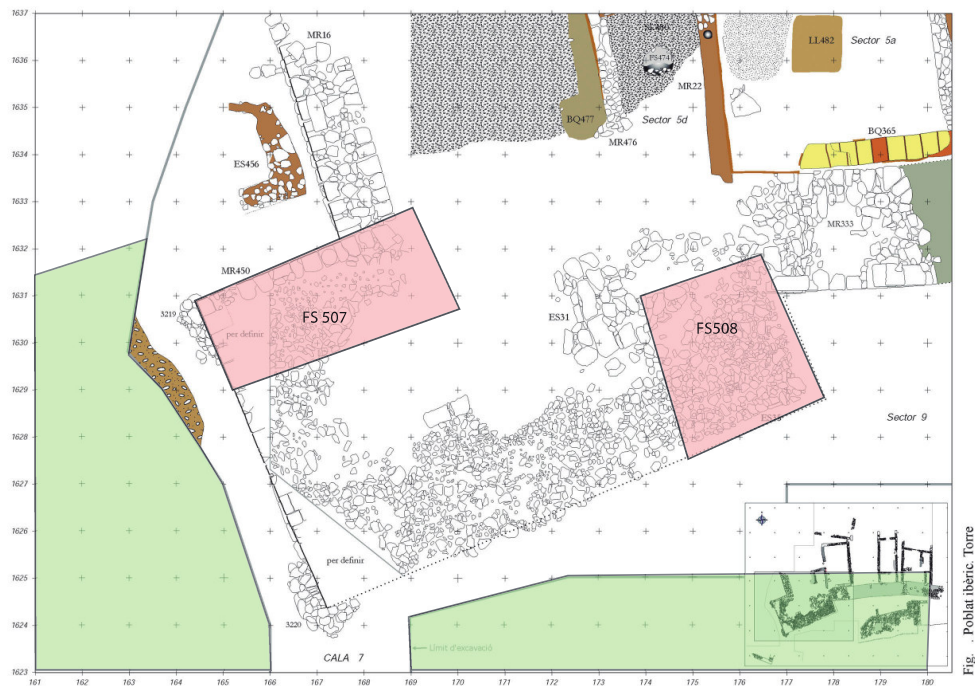 1637
1636
1635
1634
1633
1632
1631
1630
1629
1628
1627
1626
1625
1624
1623
MR16
ES456
BQ477
MR476
Sector 5d
FS474
MR22
LL482
Sector 5a
BQ365
MR333
MR450
3219
per definir
FS 507
ES31
FS508
Sector 9
per definir
3220
CALA 7
Límit d'excavació
Fig. . Poblat ibèric. Torre
161 162 163 164 165 166 167 168 169 170 171 172 173 174 175 176 177 178 179 180